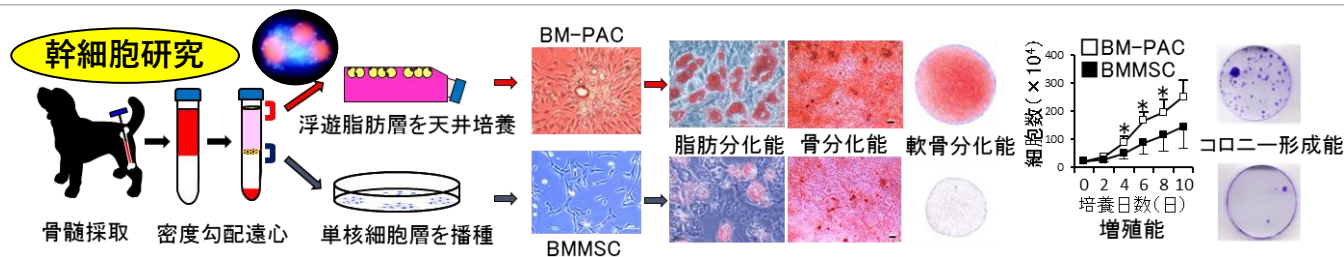 幹細胞研究
骨髄採取
密度勾配遠心
浮遊脂肪層を天井培養
単核細胞層を播種
BM-PAC
BMMSC
脂肪分化能
骨分化能
軟骨分化能
細胞数(×10⁴)
400
300
200
100
0
BM-PAC
BMMSC
*
*
*
0 2 4 6 8 10
培養日数(日)
増殖能
コロニー形成能